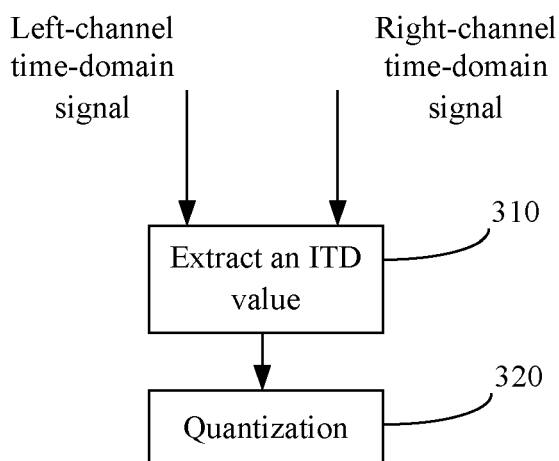 Left-channel
time-domain
signal
Right-channel
time-domain
signal
310
Extract an ITD
value
320
Quantization